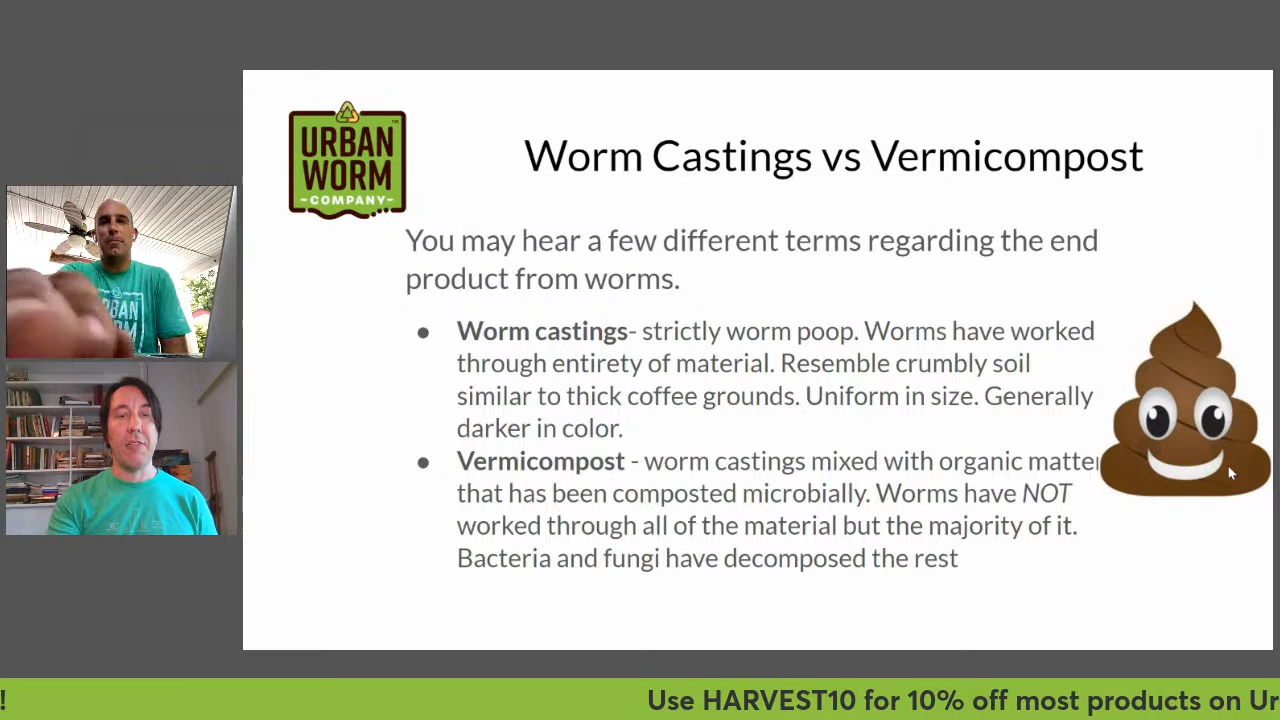 URBAN
WORM
-COMPANY-
TM
Worm Castings vs Vermicompost
You may hear a few different terms regarding the end
product from worms.
● Worm castings- strictly worm poop. Worms have worked
through entirety of material. Resemble crumbly soil
similar to thick coffee grounds. Uniform in size. Generally
darker in color.
● Vermicompost - worm castings mixed with organic matter
that has been composted microbially. Worms have NOT
worked through all of the material but the majority of it.
Bacteria and fungi have decomposed the rest
URBAN
! Use HARVEST10 for 10% off most products on Ur